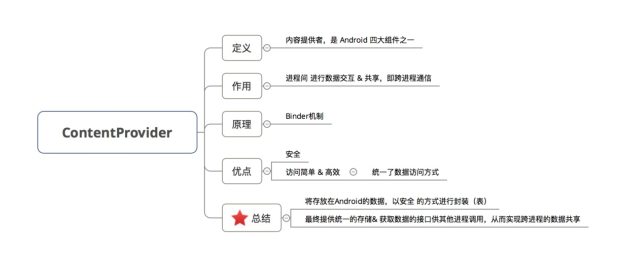 ContentProvider
定义
内容提供者，是 Android 四大组件之一
作用
进程间 进行数据交互 & 共享，即跨进程通信
原理
Binder机制
优点
安全
访问简单 & 高效
统一了数据访问方式
总结
将存放在Android的数据，以安全 的方式进行封装（表）
最终提供统一的存储& 获取数据的接口供其他进程调用，从而实现跨进程的数据共享